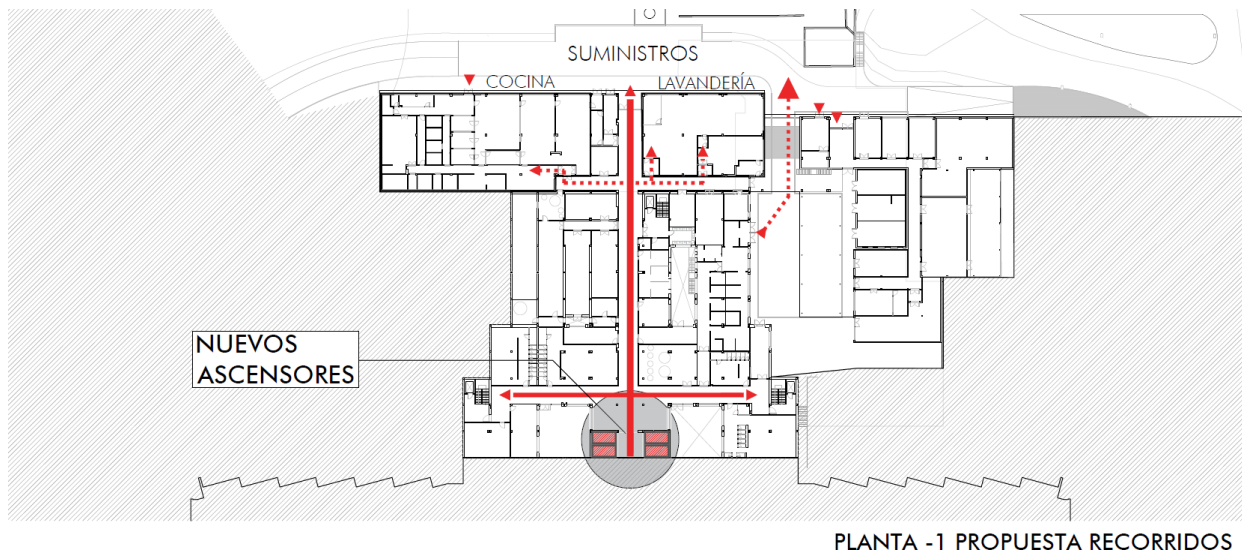 SUMINISTROS
COCINA
LAVANDERÍA
NUEVOS
ASCENSORES
PLANTA -1 PROPUESTA RECORRIDOS